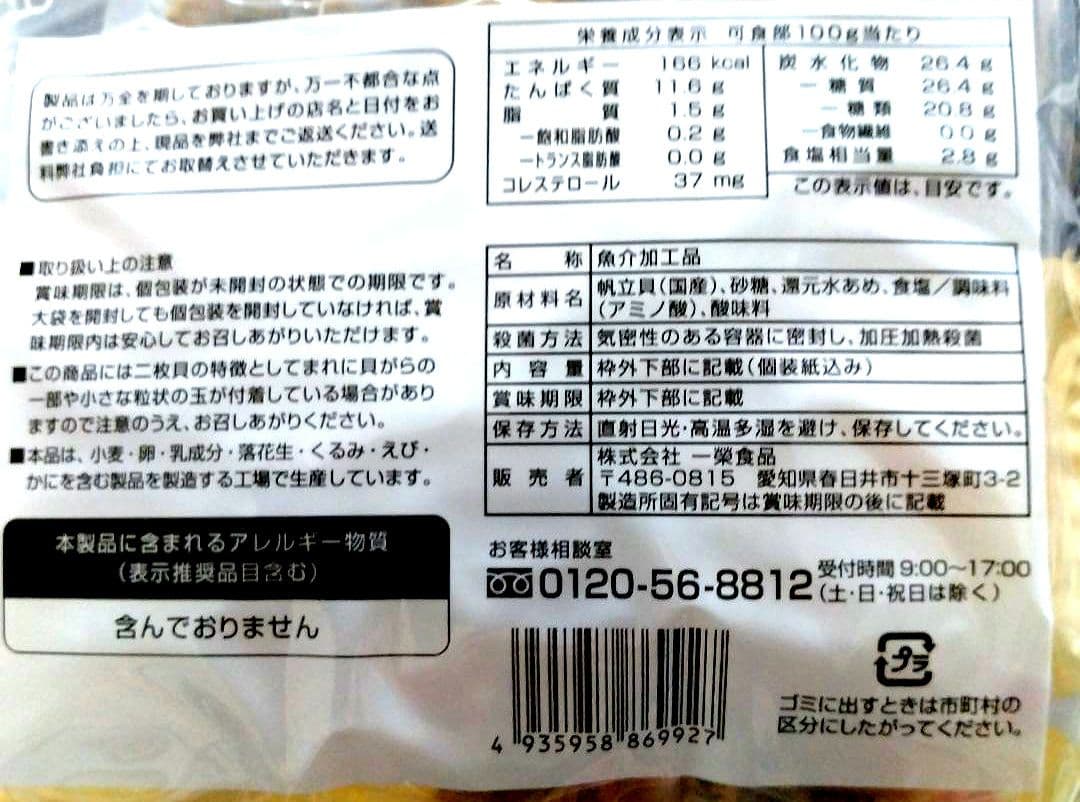 製品は万全を期しておりますが、万一不都合な点
がございましたら、お買い上げの店名と日付をお
書き添えの上、現品を弊社までご返送ください。送
料弊社負担にてお取替えさせていただきます。
栄養成分表示 可食部100g当たり
エネルギー 166 kcal
たんぱく質 11.6 g
脂質 1.5 g
―飽和脂肪酸 0.2 g
―トランス脂肪酸 0.0 g
コレステロール 37 mg
炭水化物 26.4 g
―糖質 26.4 g
―糖類 20.8 g
―食物繊維 0.0 g
食塩相当量 2.8 g
この表示値は、目安です。
■取り扱い上の注意
賞味期限は、個包装が未開封の状態での期限です。
大袋を開封しても個包装を開封していなければ、賞
味期限内は安心してお召しあがりいただけます。
■この商品には二枚貝の特徴としてまれに貝がらの
一部や小さな粒状の玉が付着している場合があり
ますので注意のうえ、お召しあがりください。
■本品は、小麦・卵・乳成分・落花生・くるみ・えび・
かにを含む製品を製造する工場で生産しています。
本製品に含まれるアレルギー物質
(表示推奨品目含む)
含んでおりません
名称 魚介加工品
原材料名 帆立貝(国産)、砂糖、還元水あめ、食塩/調味料
(アミノ酸)、酸味料
殺菌方法 気密性のある容器に密封し、加圧加熱殺菌
内容量 枠外下部に記載(個装紙込み)
賞味期限 枠外下部に記載
保存方法 直射日光・高温多湿を避け、保存してください。
販売者 株式会社 一榮食品
〒486-0815 愛知県春日井市十三塚町3-2
製造所固有記号は賞味期限の後に記載
お客様相談室
0120-56-8812 受付時間 9:00~17:00
(土・日・祝日は除く)
4 935958 869927
プラ
ゴミに出すときは市町村の
区分にしたがってください。